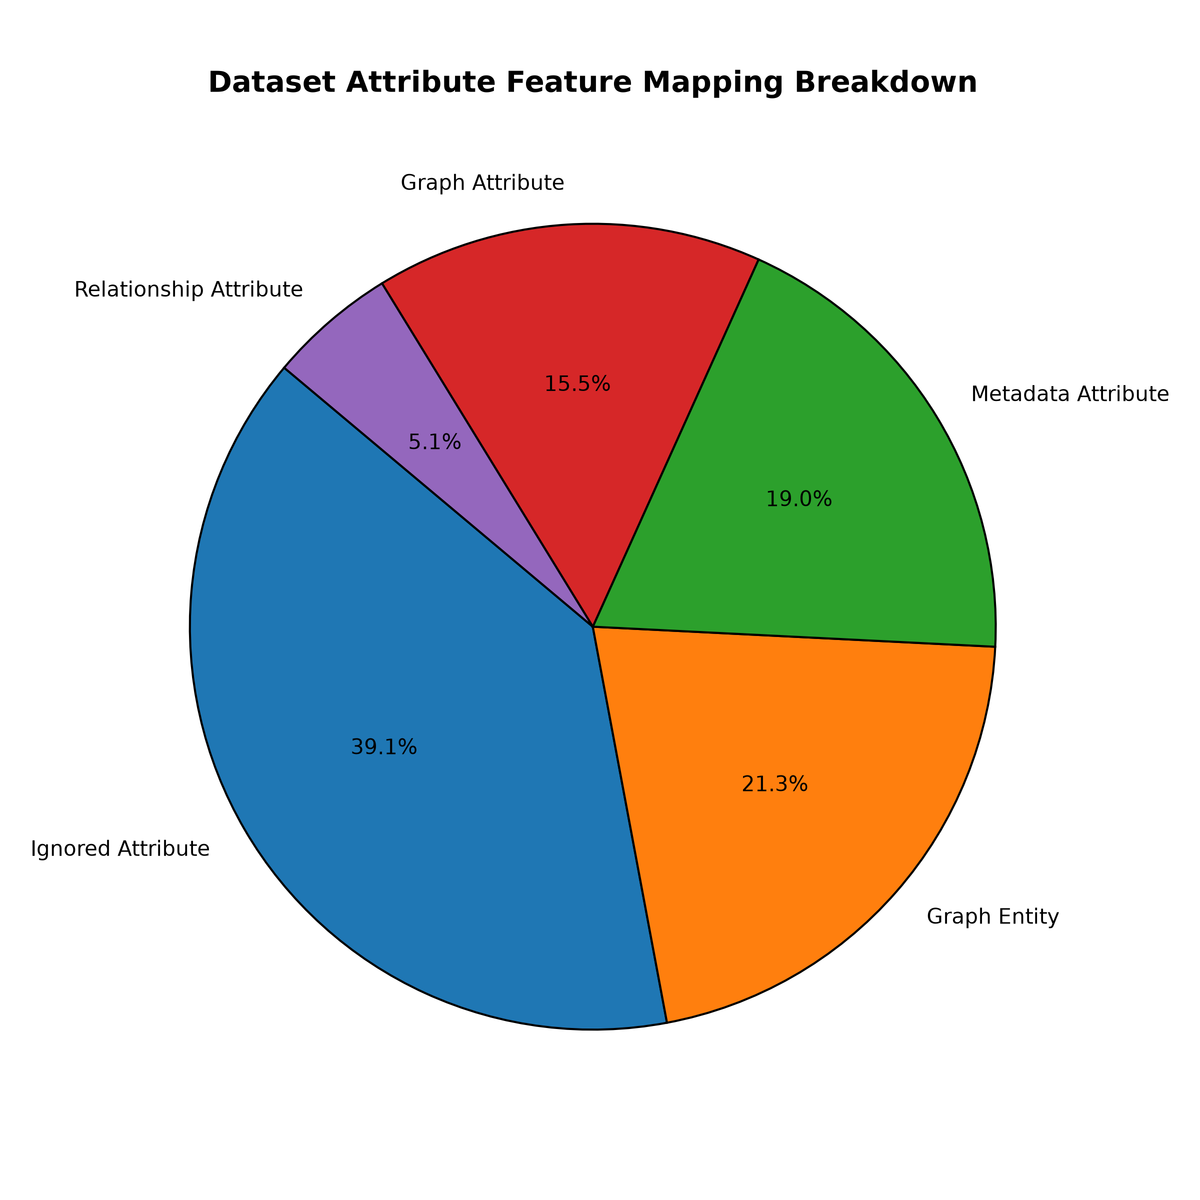 Dataset Attribute Feature Mapping Breakdown
Graph Attribute
Relationship Attribute
15.5%
Metadata Attribute
5.1%
19.0%
39.1%
21.3%
Ignored Attribute
Graph Entity